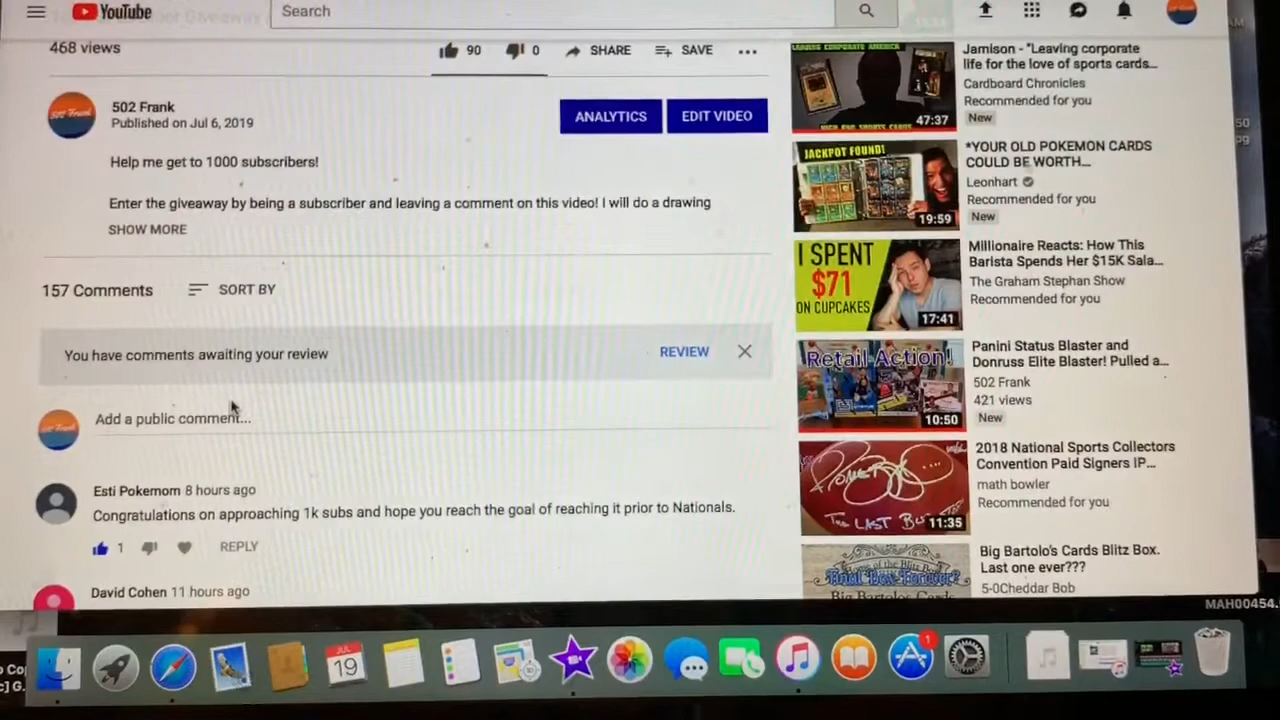 YouTube
Search
468 views
90
0
SHARE
SAVE
502 Frank
Published on Jul 6, 2019
ANALYTICS
EDIT VIDEO
Help me get to 1000 subscribers!
Enter the giveaway by being a subscriber and leaving a comment on this video! I will do a drawing
SHOW MORE
157 Comments
SORT BY
You have comments awaiting your review
REVIEW
Add a public comment...
Esti Pokemom 8 hours ago
Congratulations on approaching 1k subs and hope you reach the goal of reaching it prior to Nationals.
1
REPLY
David Cohen 11 hours ago
47:37
Jamison - "Leaving corporate
life for the love of sports cards...
Cardboard Chronicles
Recommended for you
New
JACKPOT FOUND!
19:59
*YOUR OLD POKEMON CARDS
COULD BE WORTH...
Leonhart
Recommended for you
New
I SPENT
$71
ON CUPCAKES
17:41
Millionaire Reacts: How This
Barista Spends Her $15K Sala...
The Graham Stephan Show
Recommended for you
Retail Action!
10:50
Panini Status Blaster and
Donruss Elite Blaster! Pulled a...
502 Frank
421 views
New
11:35
2018 National Sports Collectors
Convention Paid Signers IP...
math bowler
Recommended for you
Big Bartolo's Cards Blitz Box.
Last one ever???
5-0Cheddar Bob
MAH00454.
JUL
19
1